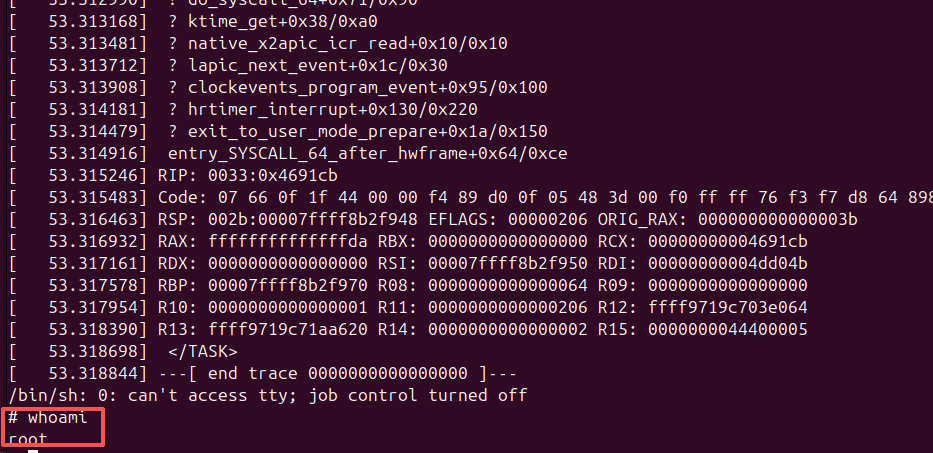 [   53.312990]  ? do_syscall_64+0x71/0x90
[   53.313168]  ? ktime_get+0x38/0xa0
[   53.313481]  ? native_x2apic_icr_read+0x10/0x10
[   53.313712]  ? lapic_next_event+0x1c/0x30
[   53.313908]  ? clockevents_program_event+0x95/0x100
[   53.314181]  ? hrtimer_interrupt+0x130/0x220
[   53.314479]  ? exit_to_user_mode_prepare+0x1a/0x150
[   53.314916]  entry_SYSCALL_64_after_hwframe+0x64/0xce
[   53.315246] RIP: 0033:0x4691cb
[   53.315483] Code: 07 66 0f 1f 44 00 00 f4 89 d0 0f 05 48 3d 00 f0 ff ff 76 f3 f7 d8 64 898
[   53.316463] RSP: 002b:00007ffff8b2f948 EFLAGS: 00000206 ORIG_RAX: 000000000000003b
[   53.316932] RAX: ffffffffffffffda RBX: 0000000000000000 RCX: 00000000004691cb
[   53.317161] RDX: 0000000000000000 RSI: 00007ffff8b2f950 RDI: 00000000004dd04b
[   53.317578] RBP: 00007ffff8b2f970 R08: 0000000000000064 R09: 0000000000000000
[   53.317954] R10: 0000000000000001 R11: 0000000000000206 R12: ffff9719c703e064
[   53.318390] R13: ffff9719c71aa620 R14: 0000000000000002 R15: 0000000044400005
[   53.318698]  </TASK>
[   53.318844] ---[ end trace 0000000000000000 ]---
/bin/sh: 0: can't access tty; job control turned off
# whoami
root